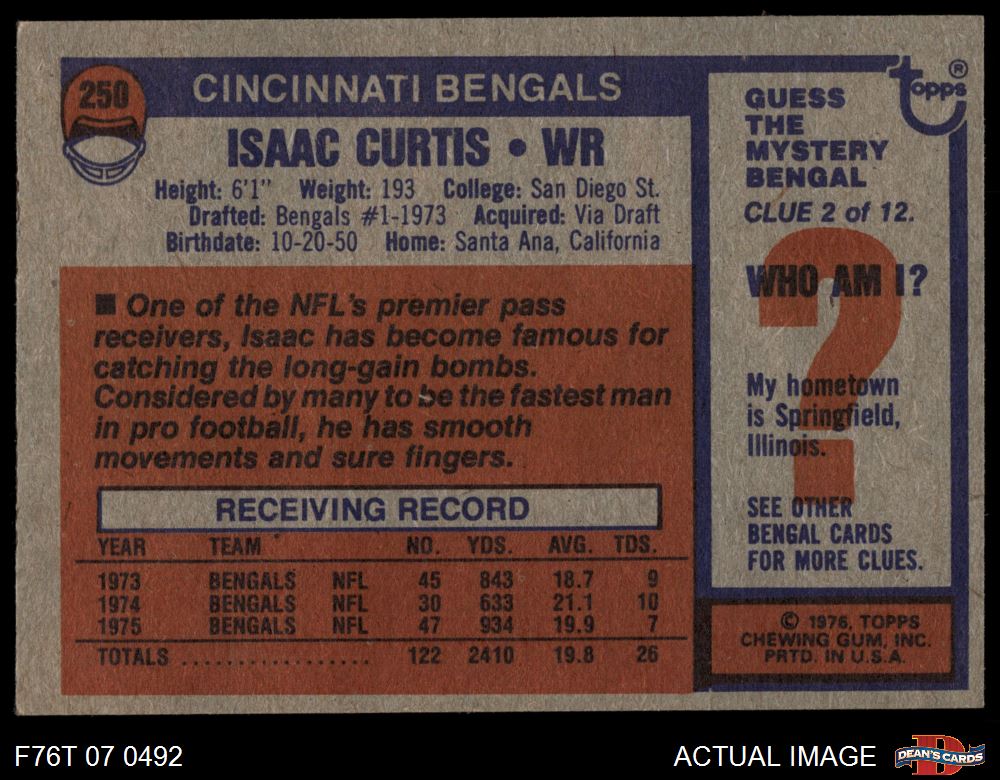 250
CINCINNATI BENGALS
ISAAC CURTIS • WR
Height: 6'1" Weight: 193 College: San Diego St.
Drafted: Bengals #1-1973 Acquired: Via Draft
Birthdate: 10-20-50 Home: Santa Ana, California
■ One of the NFL's premier pass
receivers, Isaac has become famous for
catching the long-gain bombs.
Considered by many to be the fastest man
in pro football, he has smooth
movements and sure fingers.
RECEIVING RECORD
YEAR TEAM NO. YDS. AVG. TDS.
1973 BENGALS NFL 45 843 18.7 9
1974 BENGALS NFL 30 633 21.1 10
1975 BENGALS NFL 47 934 19.9 7
TOTALS .................. 122 2410 19.8 26
topps ®
GUESS
THE
MYSTERY
BENGAL
CLUE 2 of 12.
?
WHO AM I?
My hometown
is Springfield,
Illinois.
SEE OTHER
BENGAL CARDS
FOR MORE CLUES.
© 1976, TOPPS
CHEWING GUM, INC.
PRTD. IN U.S.A.
F76T 07 0492
ACTUAL IMAGE
D
DEAN'S CARDS